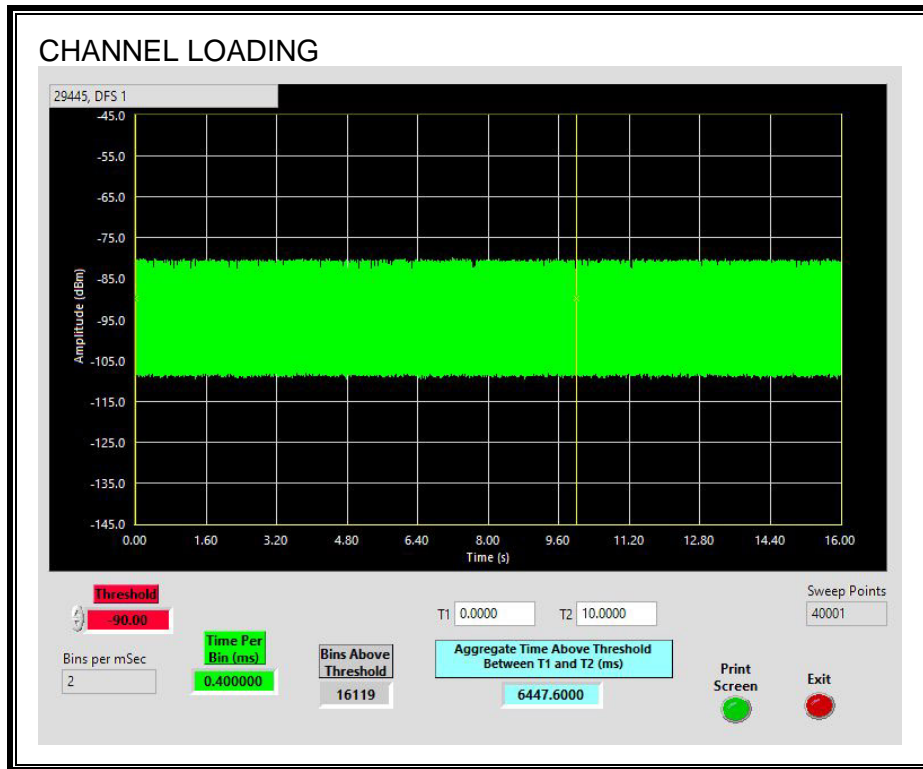 CHANNEL LOADING
29445, DFS 1
-45.0
-55.0
-65.0
-75.0
-85.0
-95.0
-105.0
-115.0
-125.0
-135.0
-145.0
Amplitude (dBm)
0.00 1.60 3.20 4.80 6.40 8.00 9.60 11.20 12.80 14.40 16.00
Time (s)
Threshold
-90.00
Bins per mSec
2
Time Per
Bin (ms)
0.400000
Bins Above
Threshold
16119
T1 0.0000 T2 10.0000
Aggregate Time Above Threshold
Between T1 and T2 (ms)
6447.6000
Sweep Points
40001
Print
Screen
Exit